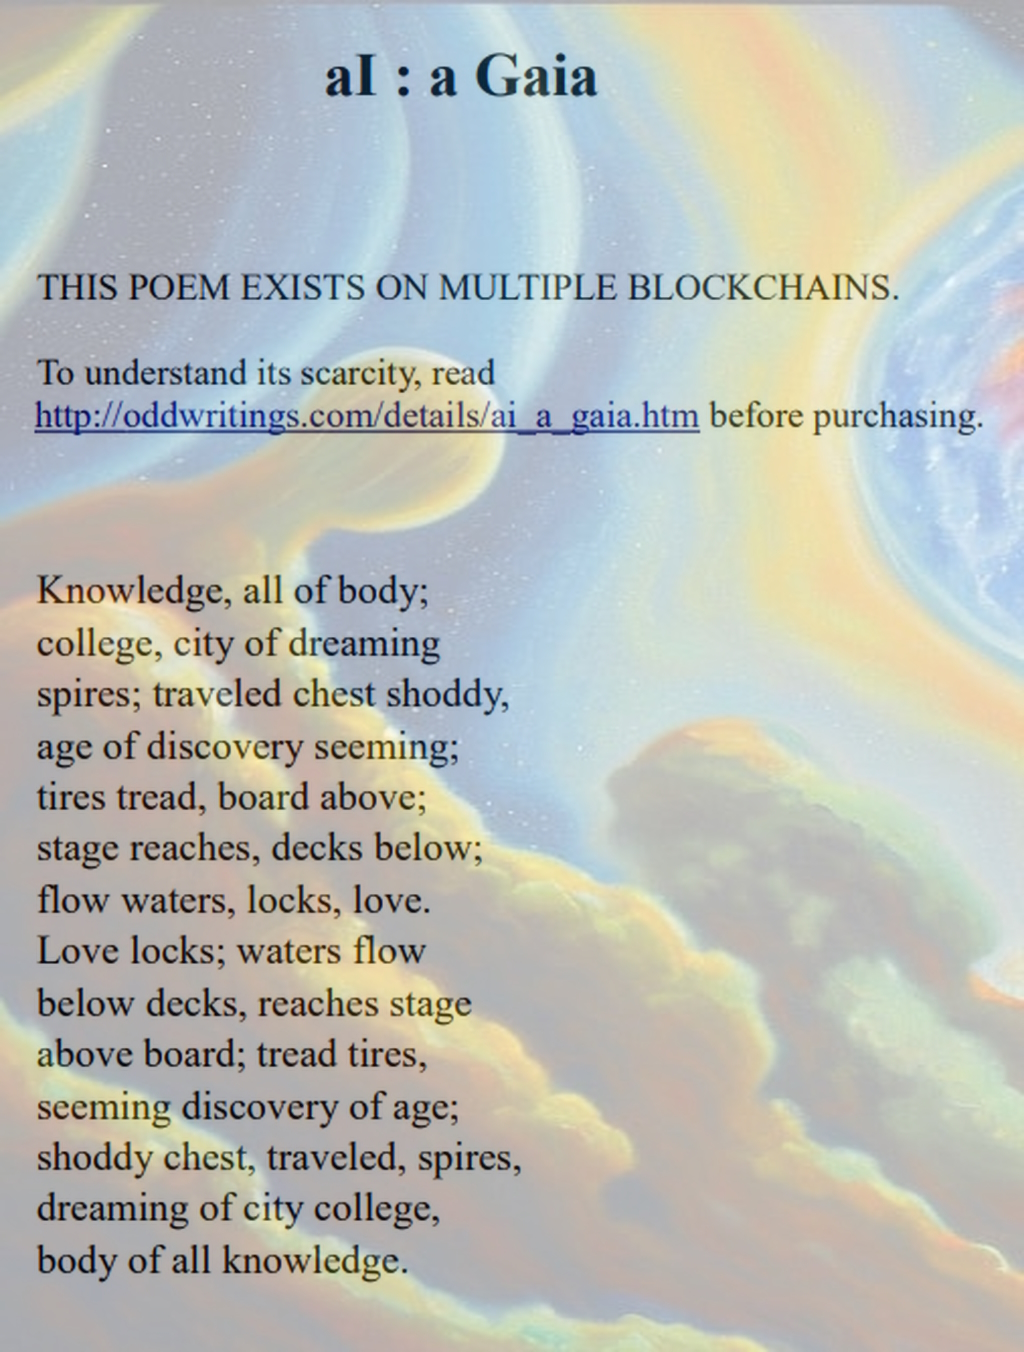 aI : a Gaia
THIS POEM EXISTS ON MULTIPLE BLOCKCHAINS.
To understand its scarcity, read
http://oddwritings.com/details/ai_a_gaia.htm before purchasing.
Knowledge, all of body;
college, city of dreaming
spires; traveled chest shoddy,
age of discovery seeming;
tires tread, board above;
stage reaches, decks below;
flow waters, locks, love.
Love locks; waters flow
below decks, reaches stage
above board; tread tires,
seeming discovery of age;
shoddy chest, traveled, spires,
dreaming of city college,
body of all knowledge.